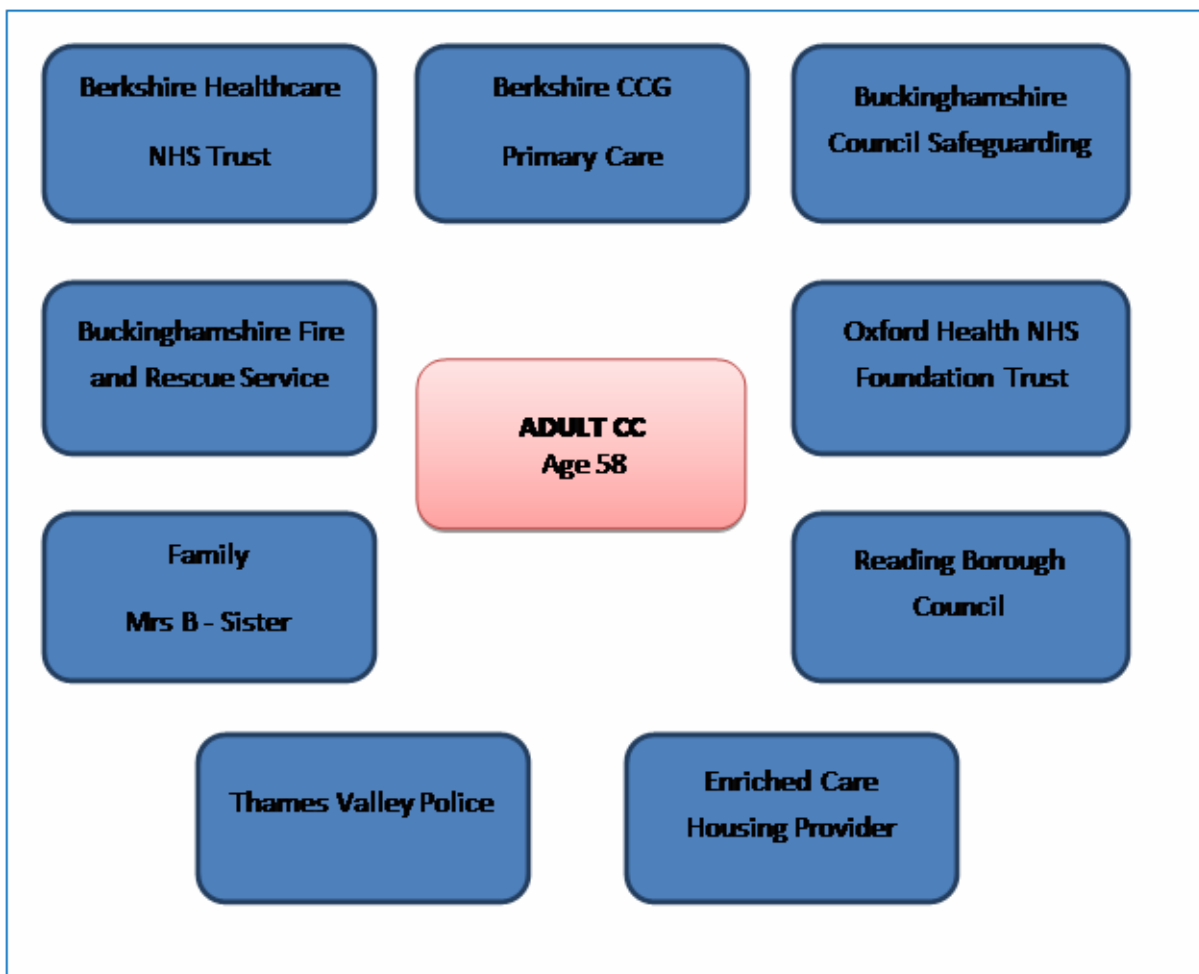 Berkshire Healthcare
NHS Trust
Berkshire CCG
Primary Care
Buckinghamshire
Council Safeguarding
Buckinghamshire Fire
and Rescue Service
ADULT CC
Age 58
Oxford Health NHS
Foundation Trust
Family
Mrs B - Sister
Reading Borough
Council
Thames Valley Police
Enriched Care
Housing Provider